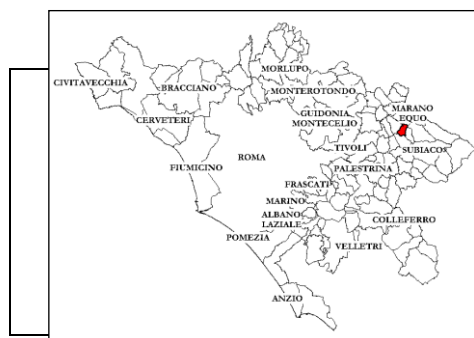 MORLUPO
CIVITAVECCHIA
BRACCIANO
MONTEROTONDO
MARANO
EQUO
CERVETERI
GUIDONIA
MONTECELIO
TIVOLI
SUBIACO
ROMA
FIUMICINO
PALESTRINA
FRASCATI
MARINO
ALBANO
LAZIALE
COLLEFERRO
POMEZIA
VELLETRI
ANZIO